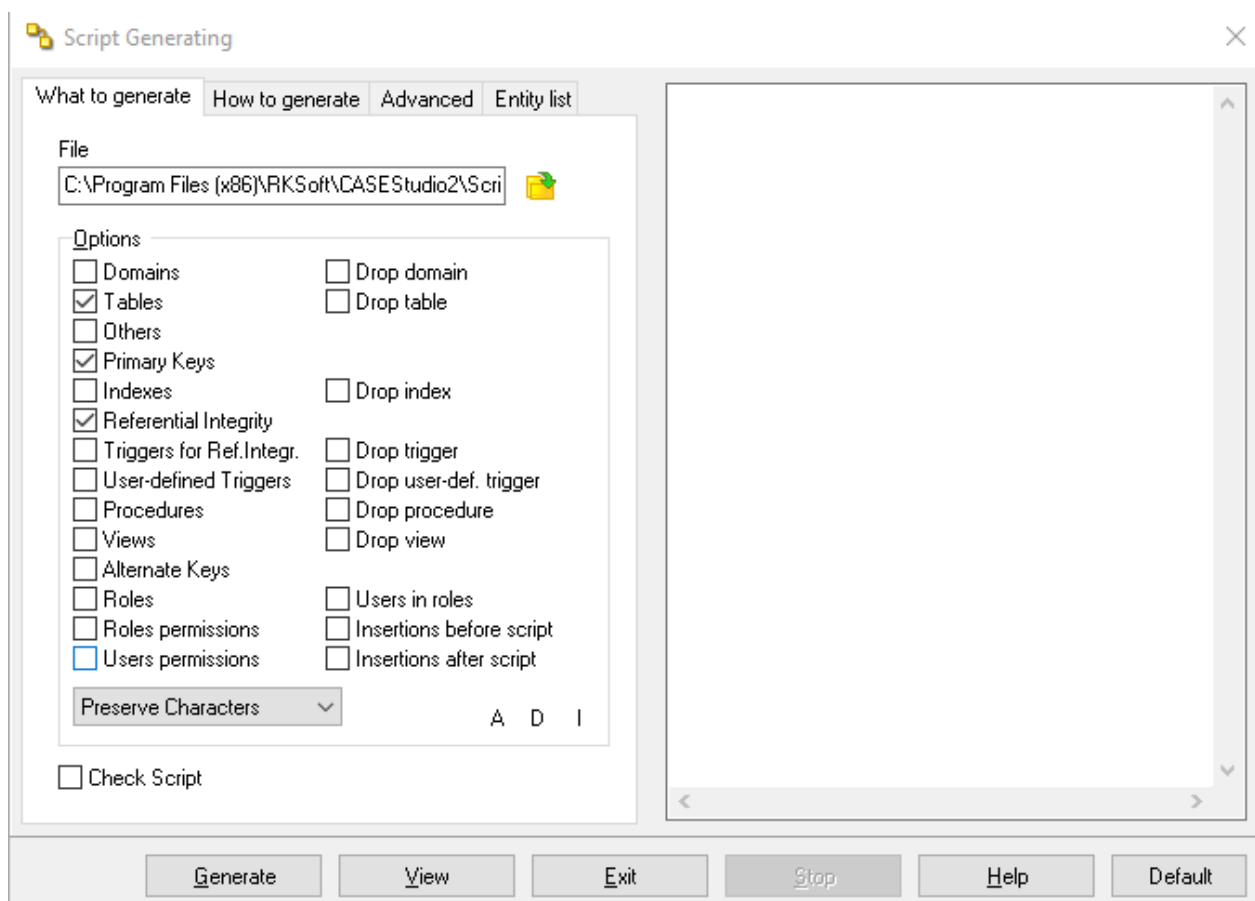 Script Generating
What to generate How to generate Advanced Entity list
File
C:\Program Files (x86)\RKSoft\CASEStudio2\Scri
Options
Domains Drop domain
Tables Drop table
Others
Primary Keys
Indexes Drop index
Referential Integrity
Triggers for Ref.Integr. Drop trigger
User-defined Triggers Drop user-def. trigger
Procedures Drop procedure
Views Drop view
Alternate Keys
Roles Users in roles
Roles permissions Insertions before script
Users permissions Insertions after script
Preserve Characters A D I
Check Script
Generate View Exit Stop Help Default